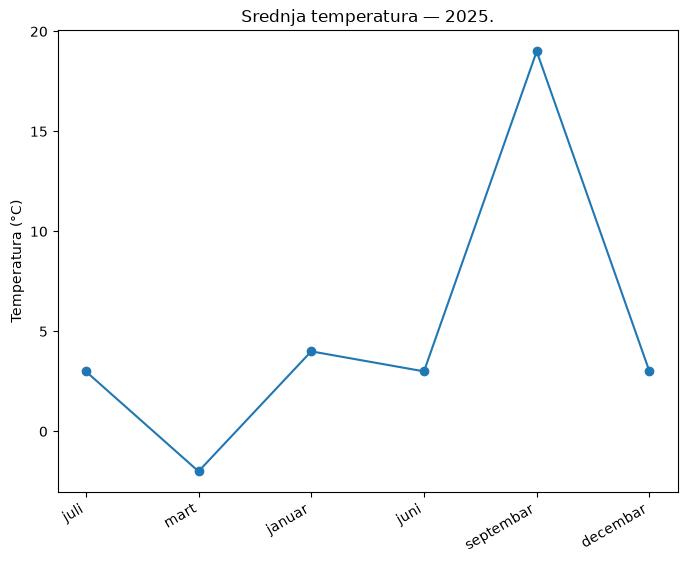 Srednja temperatura — 2025.
Temperatura (°C)
20
15
10
5
0
juli
mart
januar
juni
septembar
decembar